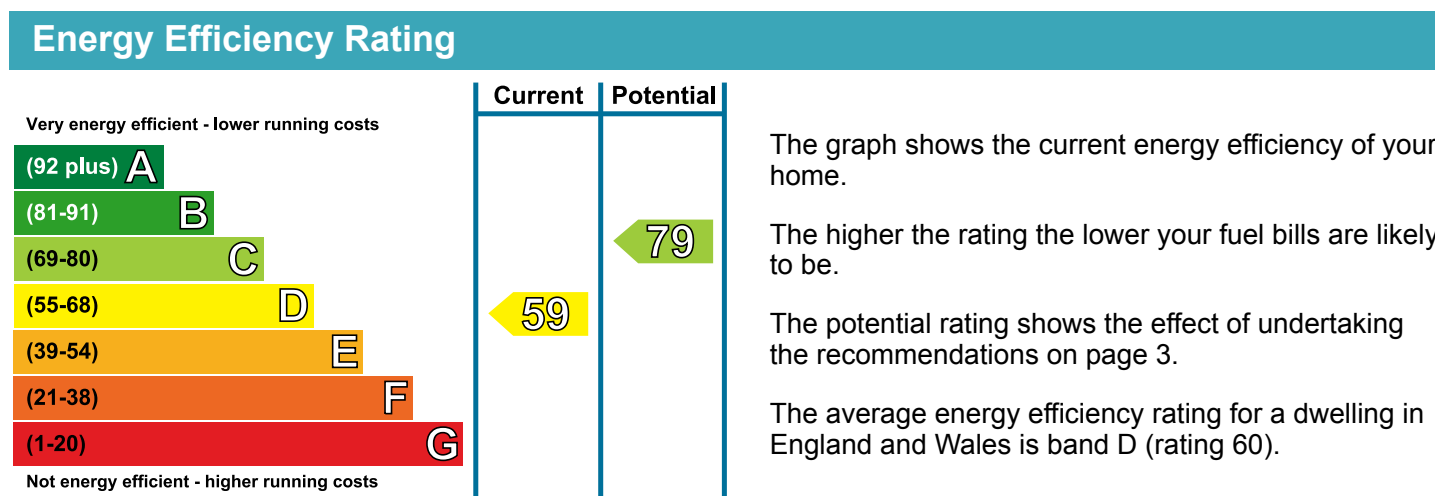 Energy Efficiency Rating
Current Potential
Very energy efficient - lower running costs
(92 plus) A
(81-91) B
(69-80) C
(55-68) D
(39-54) E
(21-38) F
(1-20) G
Not energy efficient - higher running costs
79
59
The graph shows the current energy efficiency of your
home.
The higher the rating the lower your fuel bills are likely
to be.
The potential rating shows the effect of undertaking
the recommendations on page 3.
The average energy efficiency rating for a dwelling in
England and Wales is band D (rating 60).